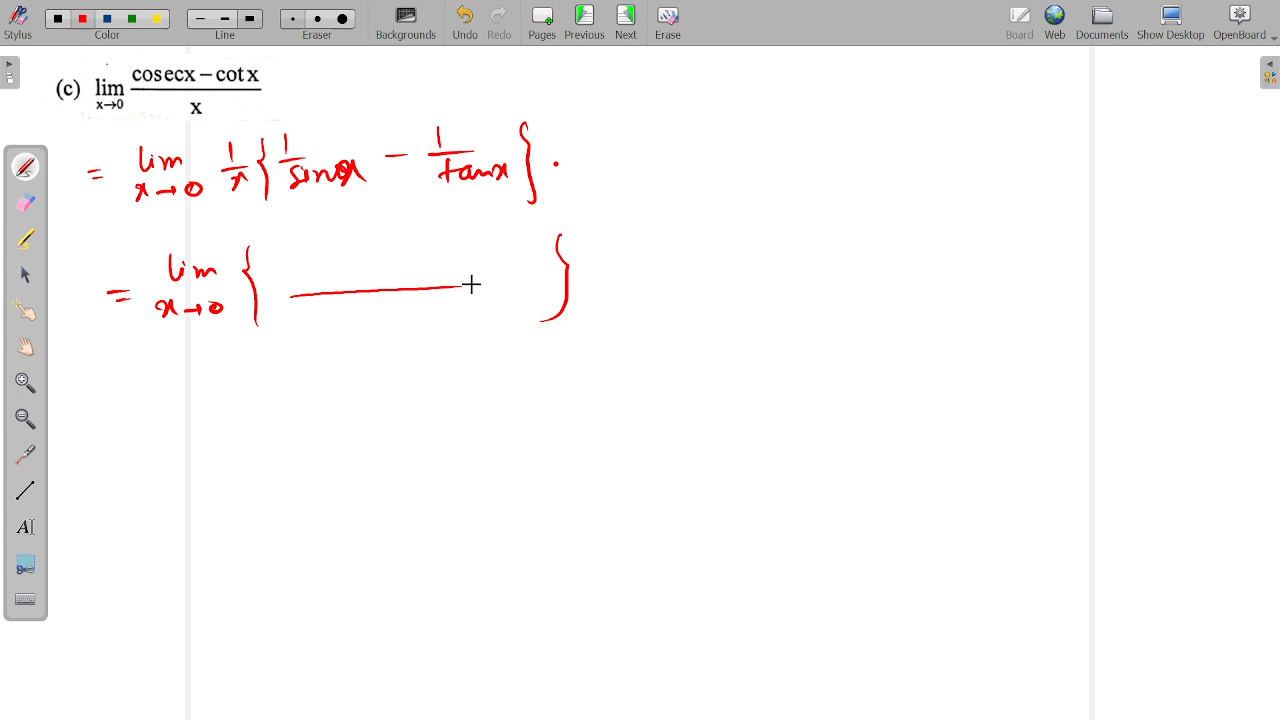 Stylus Color Line Eraser Backgrounds Undo Redo Pages Previous Next Erase Board Web Documents Show Desktop OpenBoard
(c) lim x→0 (cosecx − cotx)/x
= lim x→0 1/x { 1/sinx − 1/tanx } .
= lim x→0 { }